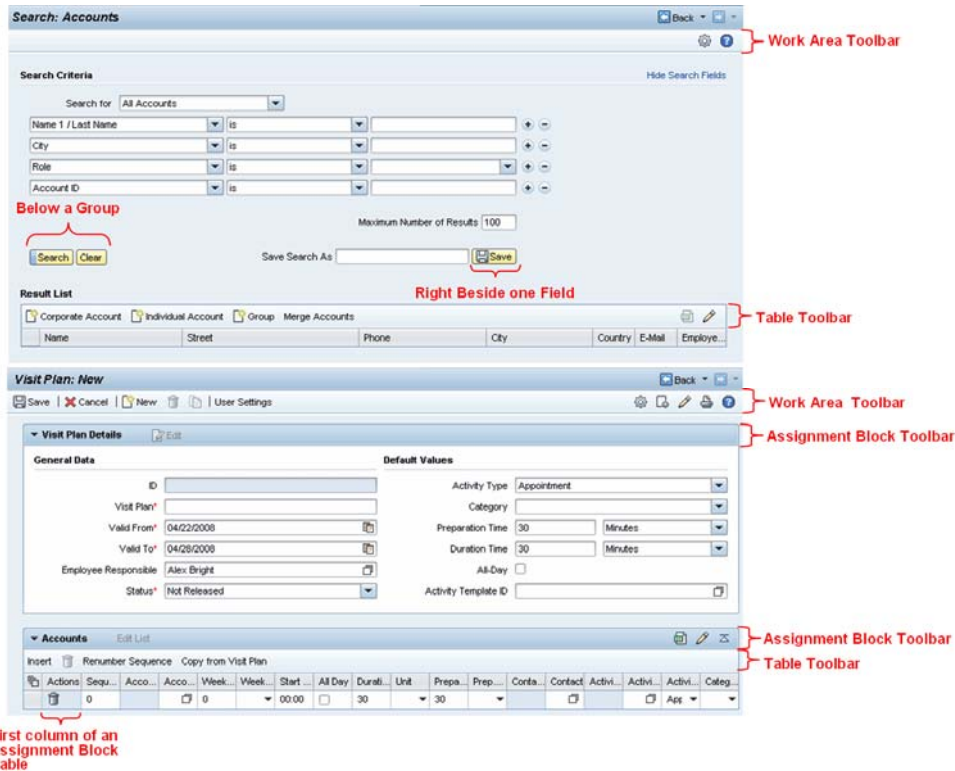 Search: Accounts Back
Work Area Toolbar
Search Criteria Hide Search Fields
Search for All Accounts
Name 1 / Last Name is
City is
Role is
Account ID is
Below a Group
Maximum Number of Results 100
Search Clear Save Search As Save
Right Beside one Field
Result List
Corporate Account Individual Account Group Merge Accounts
Table Toolbar
Name Street Phone City Country E-Mail Employe...
Visit Plan: New Back
Save | Cancel | New | User Settings
Work Area Toolbar
Visit Plan Details Edit
Assignment Block Toolbar
General Data Default Values
ID Activity Type Appointment
Visit Plan* Category
Valid From* 04/22/2008 Preparation Time 30 Minutes
Valid To* 04/28/2008 Duration Time 30 Minutes
Employee Responsible Alex Bright All-Day
Status* Not Released Activity Template ID
Accounts Edit List
Assignment Block Toolbar
Insert Renumber Sequence Copy from Visit Plan
Table Toolbar
Actions Sequ... Acco... Acco... Week... Week... Start ... All Day Durati... Unit Prepa... Prep... Conta... Contact Activi... Activi... Activi... Categ...
0 0 00:00 30 30 App
irst column of an
ssignment Block
able